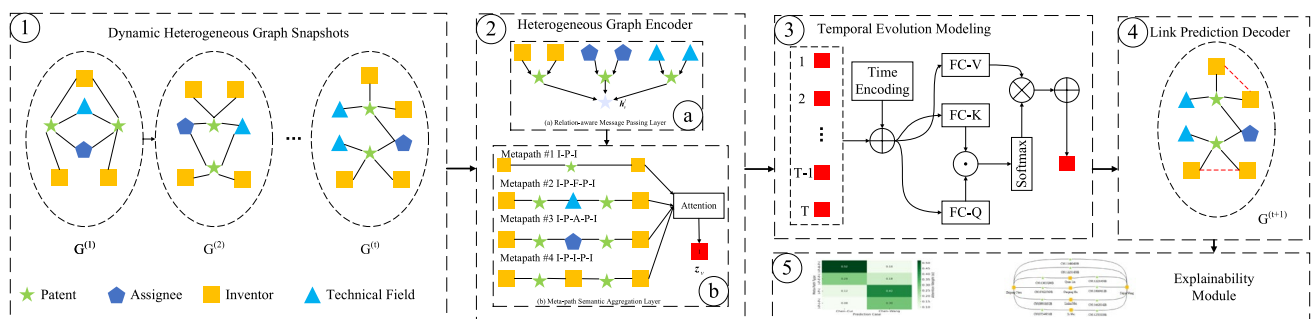 1
Dynamic Heterogeneous Graph Snapshots
...
G(1)
G(2)
G(t)
Patent
Assignee
Inventor
Technical Field
2
Heterogeneous Graph Encoder
(a) Relation-aware Message Passing Layer
a
Metapath #1 I-P-I
Metapath #2 I-P-F-P-I
Metapath #3 I-P-A-P-I
Metapath #4 I-P-I-P-I
Attention
z_v
(b) Meta-path Semantic Aggregation Layer
b
3
Temporal Evolution Modeling
1
2
...
T-1
T
Time
Encoding
FC-V
FC-K
FC-Q
Softmax
4
Link Prediction Decoder
G(t+1)
5
Explainability
Module